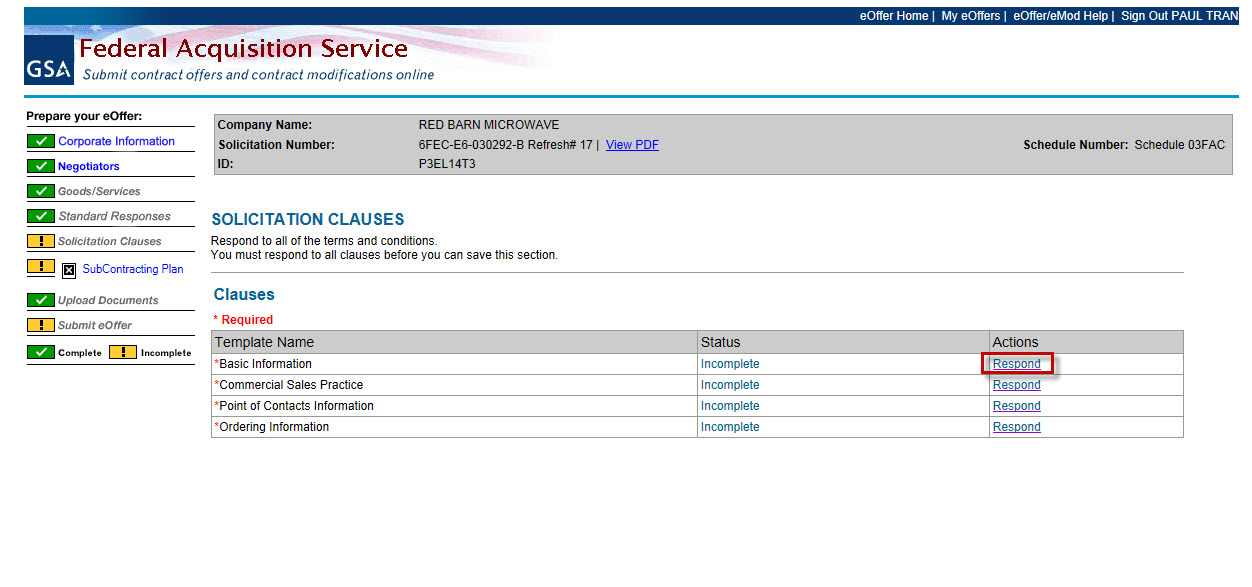 eOffer Home | My eOffers | eOffer/eMod Help | Sign Out PAUL TRAN
GSA
Federal Acquisition Service
Submit contract offers and contract modifications online
Prepare your eOffer:
Corporate Information
Negotiators
Goods/Services
Standard Responses
Solicitation Clauses
SubContracting Plan
Upload Documents
Submit eOffer
Complete ! Incomplete
Company Name: RED BARN MICROWAVE
Solicitation Number: 6FEC-E6-030292-B Refresh# 17 | View PDF Schedule Number: Schedule 03FAC
ID: P3EL14T3
SOLICITATION CLAUSES
Respond to all of the terms and conditions.
You must respond to all clauses before you can save this section.
Clauses
* Required
Template Name Status Actions
*Basic Information Incomplete Respond
*Commercial Sales Practice Incomplete Respond
*Point of Contacts Information Incomplete Respond
*Ordering Information Incomplete Respond